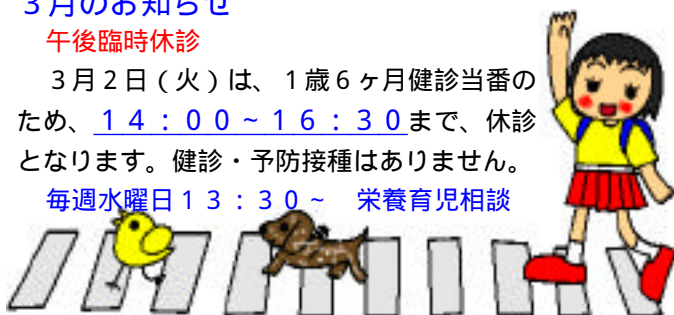 3月のお知らせ
午後臨時休診
3月2日(火)は、1歳6ヶ月健診当番の
ため、14:00~16:30まで、休診
となります。健診・予防接種はありません。
毎週水曜日13:30~ 栄養育児相談